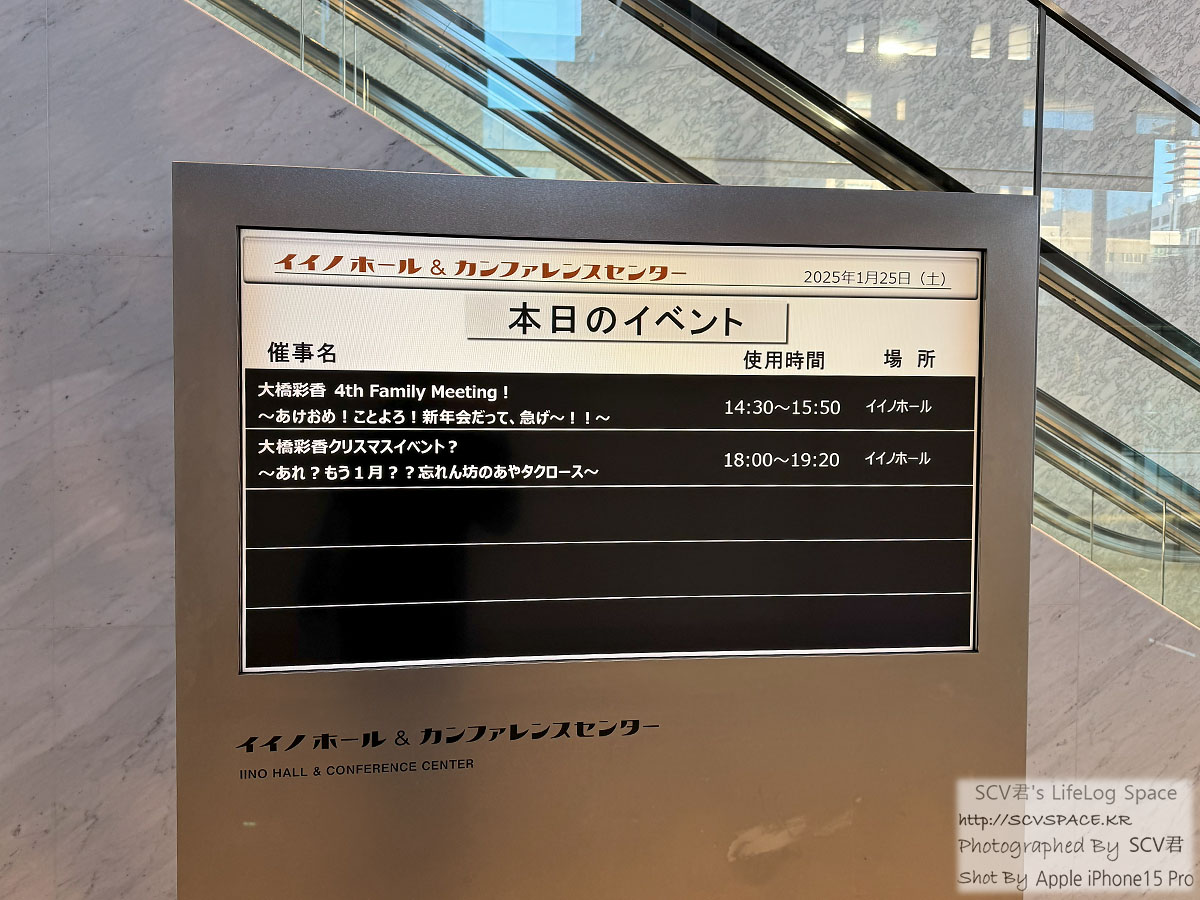 イイノホール & カンファレンスセンター
2025年1月25日（土）
本日のイベント
催事名 使用時間 場 所
大橋彩香 4th Family Meeting！
～あけおめ！ことよろ！新年会だって、急げ～！！～
14:30～15:50 イイノホール
大橋彩香クリスマスイベント？
～あれ？もう１月？？忘れん坊のあやタクロース～
18:00～19:20 イイノホール
イイノホール & カンファレンスセンター
IINO HALL & CONFERENCE CENTER
SCV君's LifeLog Space
http://SCVSPACE.KR
Photographed By SCV君
Shot By Apple iPhone15 Pro